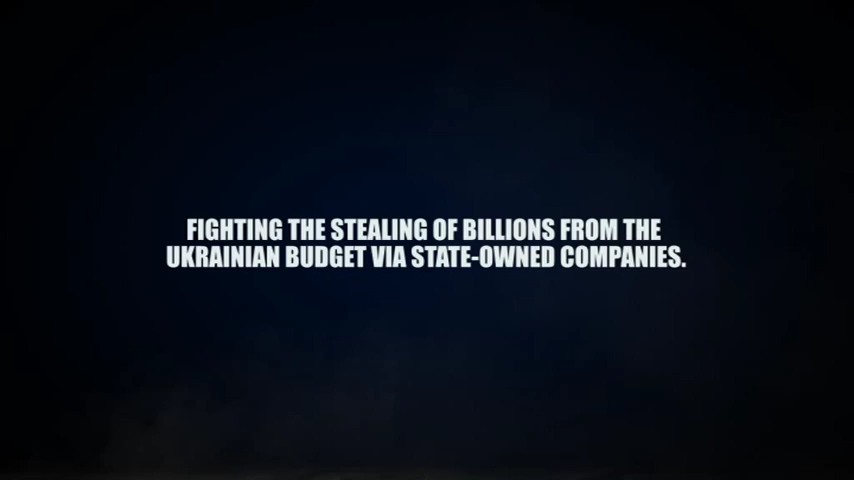 FIGHTING THE STEALING OF BILLIONS FROM THE
UKRAINIAN BUDGET VIA STATE-OWNED COMPANIES.